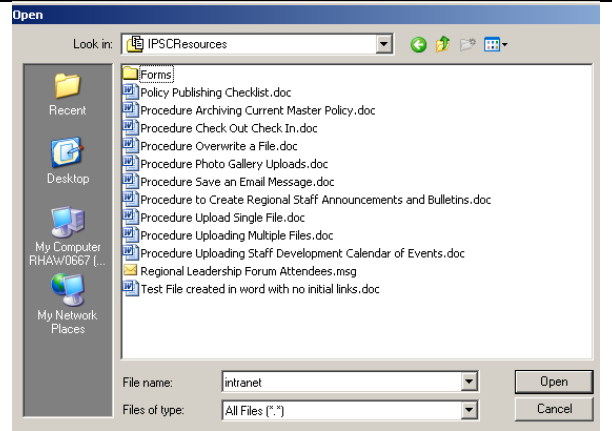 Open
Look in: IPSCResources
Recent
Desktop
My Computer
RHAW0667 (...
My Network
Places
Forms
Policy Publishing Checklist.doc
Procedure Archiving Current Master Policy.doc
Procedure Check Out Check In.doc
Procedure Overwrite a File.doc
Procedure Photo Gallery Uploads.doc
Procedure Save an Email Message.doc
Procedure to Create Regional Staff Announcements and Bulletins.doc
Procedure Upload Single File.doc
Procedure Uploading Multiple Files.doc
Procedure Uploading Staff Development Calendar of Events.doc
Regional Leadership Forum Attendees.msg
Test File created in word with no initial links.doc
File name: intranet Open
Files of type: All Files (*.*) Cancel